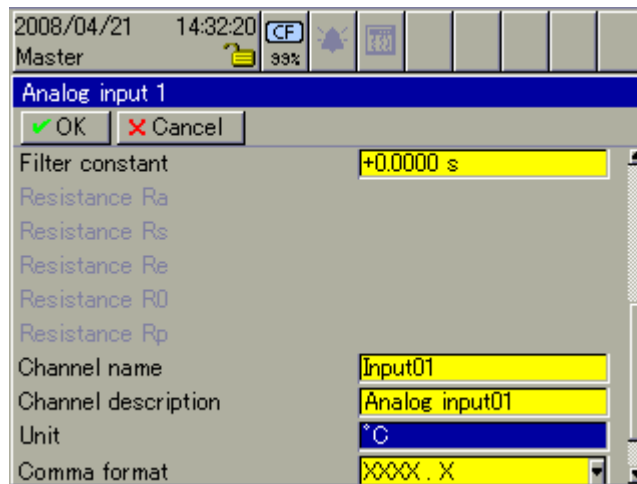 2008/04/21 14:32:20 CF
Master 99%
Analog input 1
OK Cancel
Filter constant +0.0000 s
Resistance Ra
Resistance Rs
Resistance Re
Resistance R0
Resistance Rp
Channel name Input01
Channel description Analog input01
Unit °C
Comma format XXXX . X